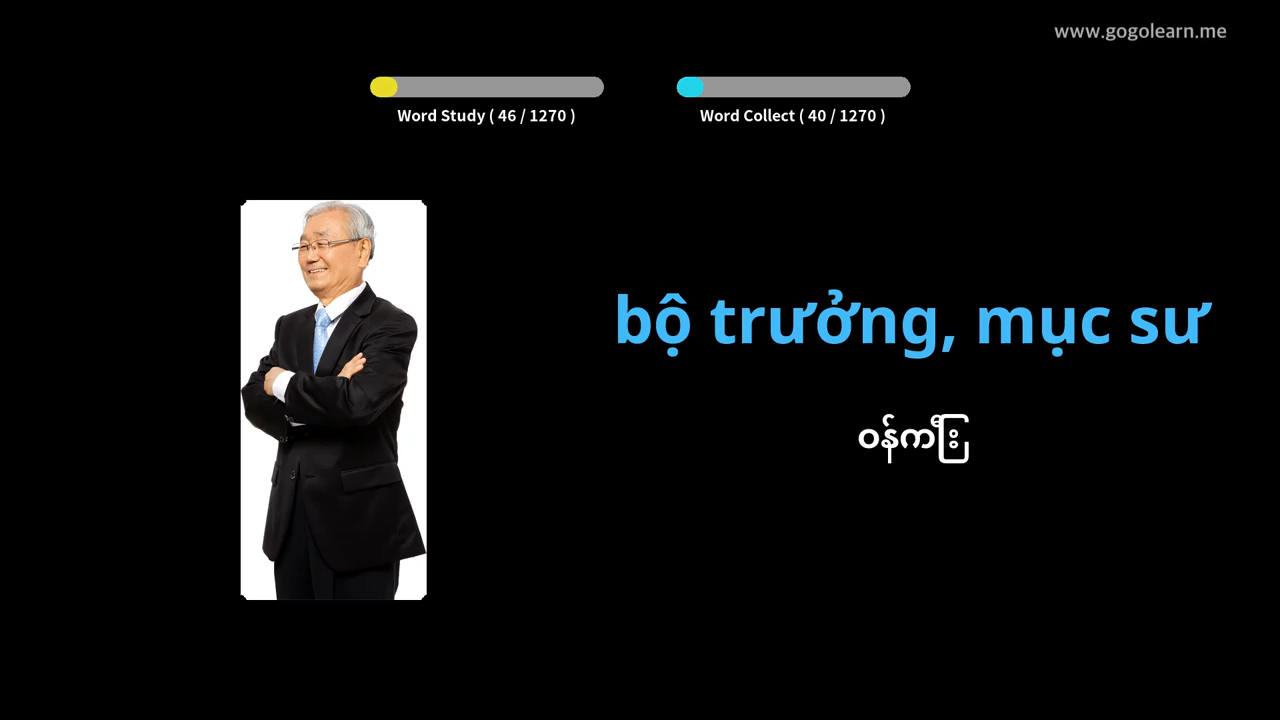 www.gogolearn.me
Word Study ( 46 / 1270 )
Word Collect ( 40 / 1270 )
bộ trưởng, mục sư
ဝန်ကြီး